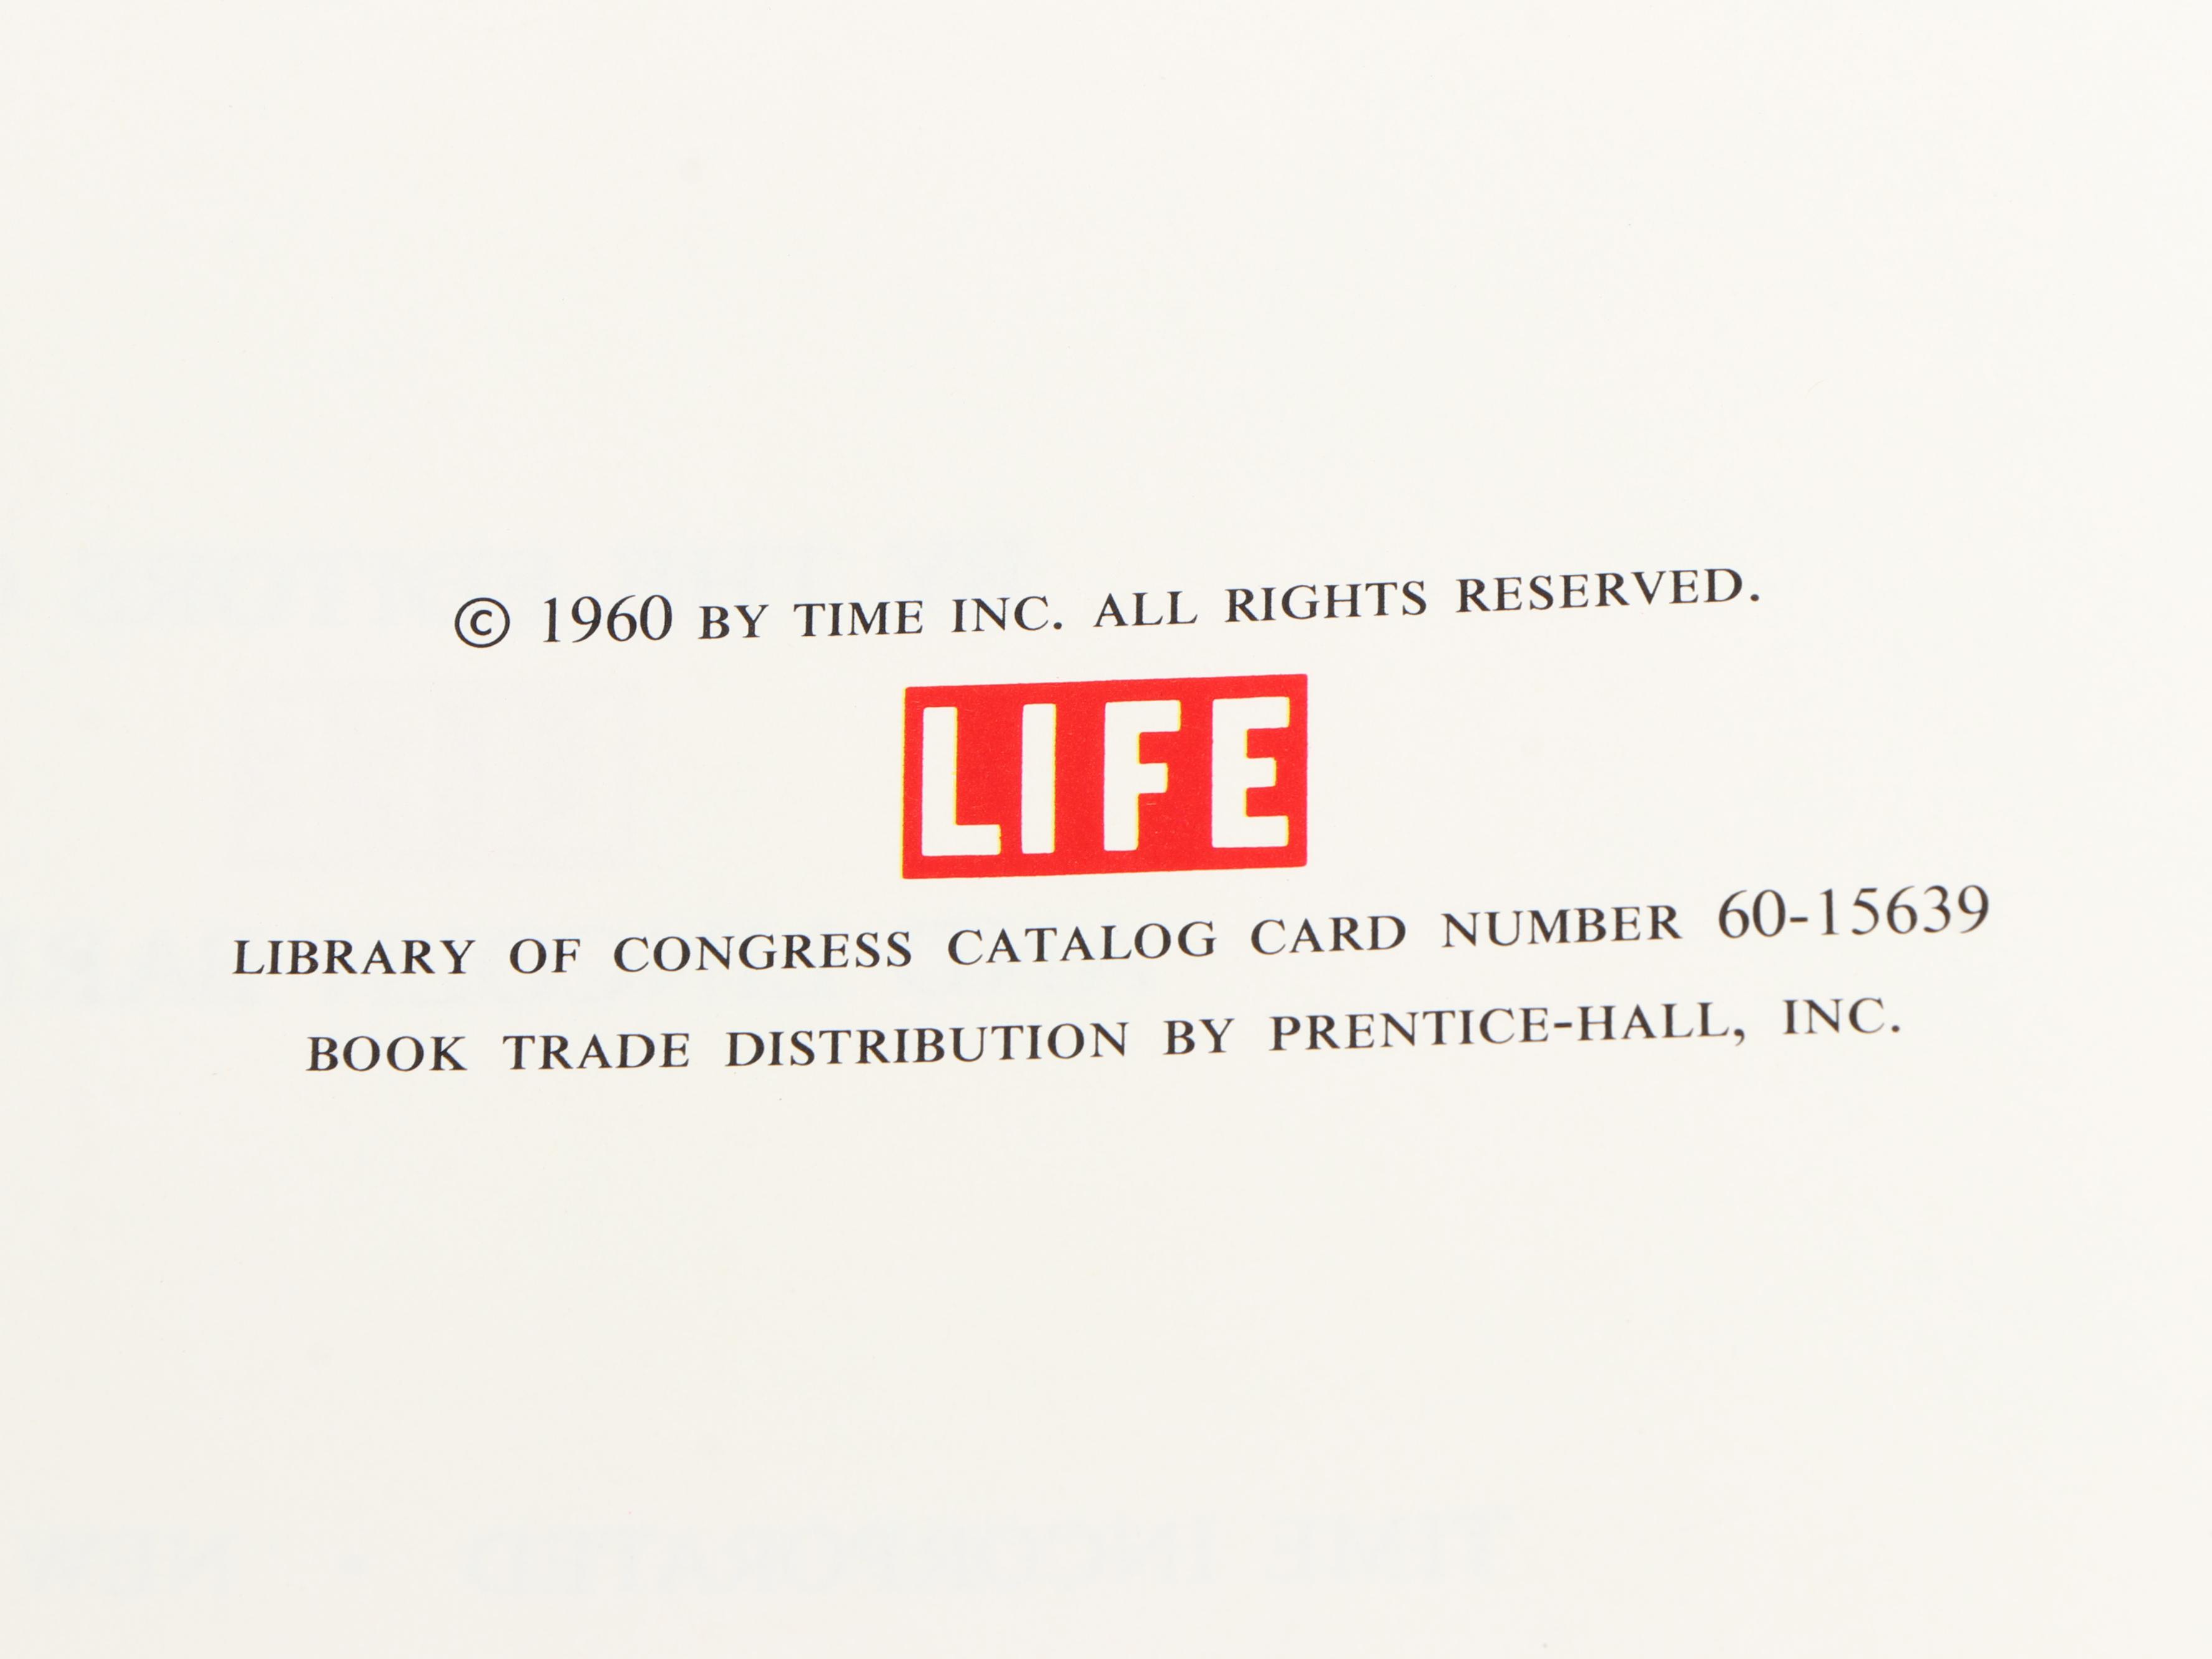 © 1960 BY TIME INC. ALL RIGHTS RESERVED.
LIFE
LIBRARY OF CONGRESS CATALOG CARD NUMBER 60-15639
BOOK TRADE DISTRIBUTION BY PRENTICE-HALL, INC.